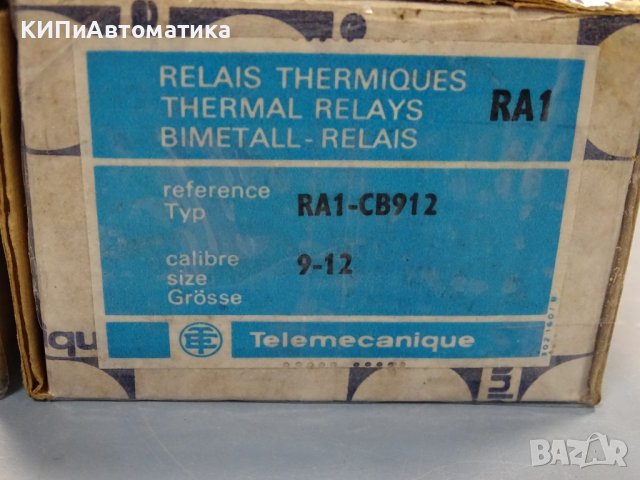 КИПиАвтоматика
RELAIS THERMIQUES
THERMAL RELAYS
BIMETALL-RELAIS
RA1
reference
Typ
RA1-CB912
calibre
size
Grösse
9-12
Telemecanique
BAZAR